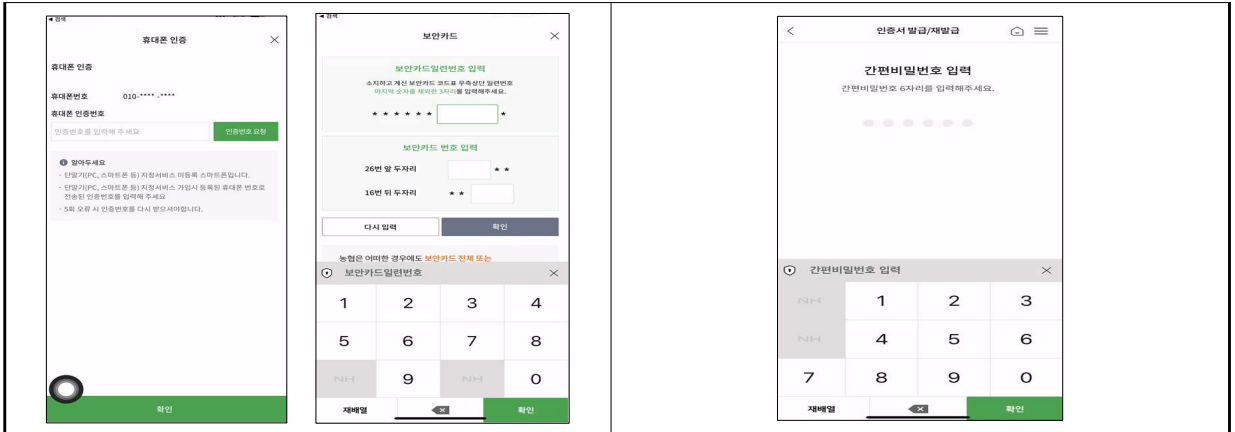 ◀ 검색
휴대폰 인증
휴대폰 인증
휴대폰번호 010-**** -****
휴대폰 인증번호
인증번호를 입력해 주세요 인증번호 요청
알아두세요
· 단말기(PC, 스마트폰 등) 지정서비스 미등록 스마트폰입니다.
· 단말기(PC, 스마트폰 등) 지정서비스 가입시 등록된 휴대폰 번호로
전송된 인증번호를 입력해 주세요
· 5회 오류 시 인증번호를 다시 받으셔야합니다.
확인
◀ 검색
보안카드
보안카드일련번호 입력
소지하고 계신 보안카드 코드표 우측상단 일련번호
마지막 숫자를 제외한 3자리를 입력해주세요.
* * * * * * *
보안카드 번호 입력
26번 앞 두자리 * *
16번 뒤 두자리 * *
다시 입력 확인
농협은 어떠한 경우에도 보안카드 전체 또는
보안카드일련번호
1 2 3 4
5 6 7 8
NH 9 NH 0
재배열 확인
인증서 발급/재발급
간편비밀번호 입력
간편비밀번호 6자리를 입력해주세요.
간편비밀번호 입력
NH 1 2 3
NH 4 5 6
7 8 9 0
재배열 확인